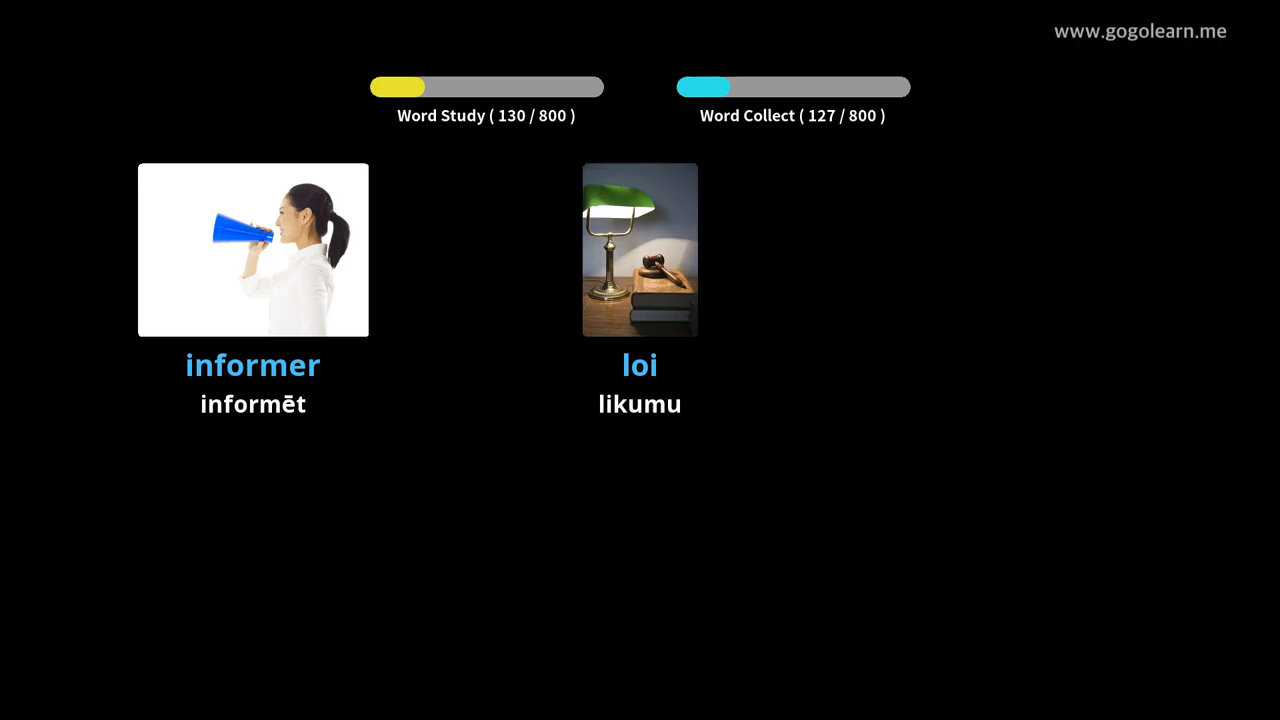 www.gogolearn.me
Word Study ( 130 / 800 )
Word Collect ( 127 / 800 )
informer
informēt
loi
likumu